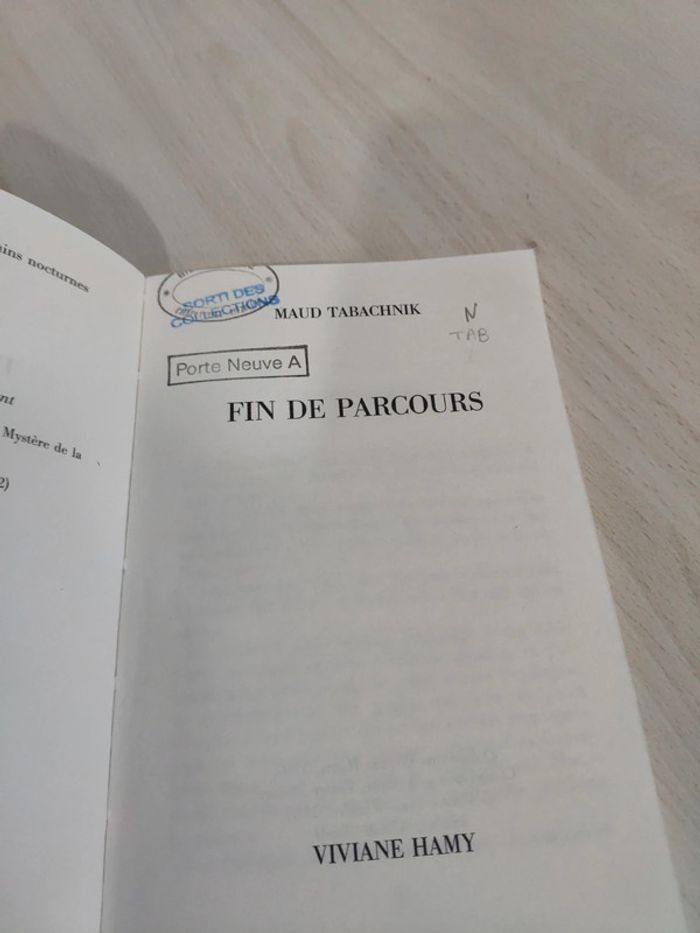 ins nocturnes
nt
Mystère de la
2)
SORTI DES
COLLECTIONS
MAUD TABACHNIK
N
TAB
Porte Neuve A
FIN DE PARCOURS
VIVIANE HAMY